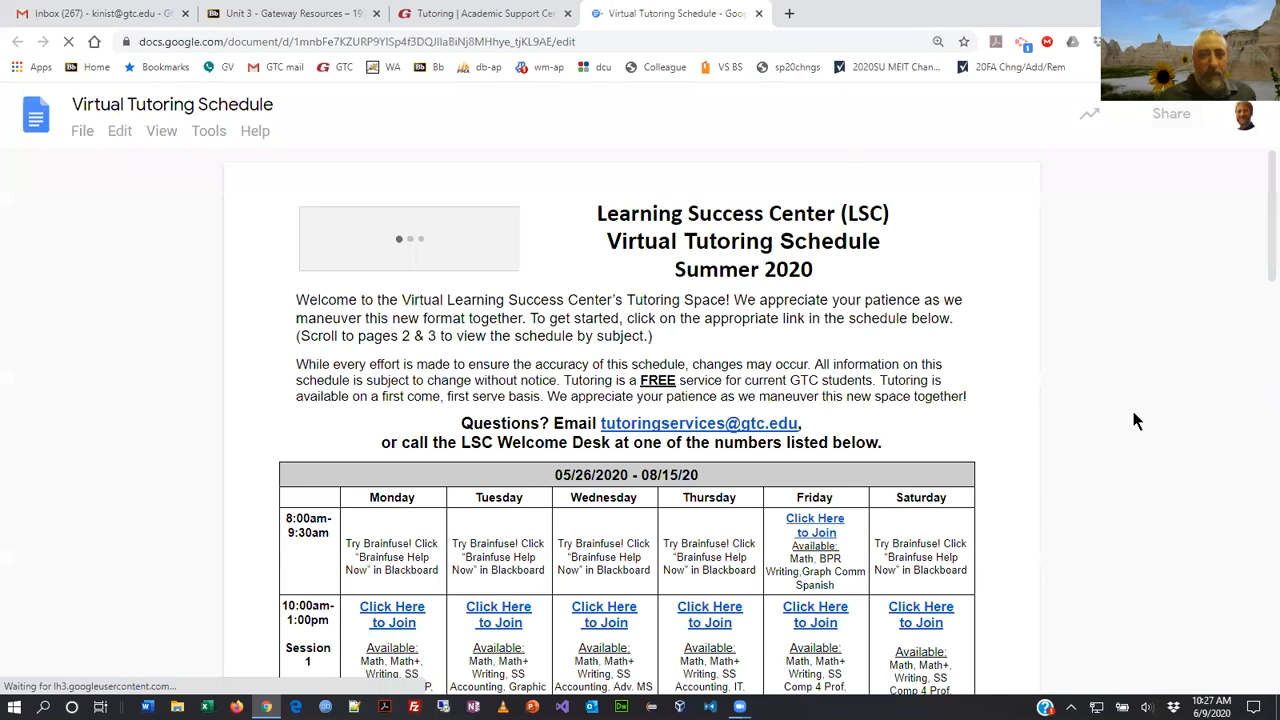 Inbox (267) - kinist@gtc.edu - G
Unit 3 - Gateway Resources – 19
Tutoring | Academic Support Cen
Virtual Tutoring Schedule - Goo
docs.google.com/document/d/1mnbFe7KZURP9YlSp4f3DQJIlaBiNj8MHhye_tjKL9AE/edit
Apps Home Bookmarks GV GTC mail GTC WA Bb db-ap wm-ap dcu Colleague VS BS sp20chngs 2020SU MEIT Chan... 20FA Chng/Add/Rem
Virtual Tutoring Schedule
File Edit View Tools Help
Share
Learning Success Center (LSC)
Virtual Tutoring Schedule
Summer 2020
Welcome to the Virtual Learning Success Center's Tutoring Space! We appreciate your patience as we
maneuver this new format together. To get started, click on the appropriate link in the schedule below.
(Scroll to pages 2 & 3 to view the schedule by subject.)
While every effort is made to ensure the accuracy of this schedule, changes may occur. All information on this
schedule is subject to change without notice. Tutoring is a FREE service for current GTC students. Tutoring is
available on a first come, first serve basis. We appreciate your patience as we maneuver this new space together!
Questions? Email tutoringservices@gtc.edu,
or call the LSC Welcome Desk at one of the numbers listed below.
05/26/2020 - 08/15/20
Monday Tuesday Wednesday Thursday Friday Saturday
8:00am-
9:30am
Try Brainfuse! Click
"Brainfuse Help
Now" in Blackboard
Try Brainfuse! Click
"Brainfuse Help
Now" in Blackboard
Try Brainfuse! Click
"Brainfuse Help
Now" in Blackboard
Try Brainfuse! Click
"Brainfuse Help
Now" in Blackboard
Click Here
to Join
Available:
Math, BPR
Writing,Graph Comm
Spanish
Try Brainfuse! Click
"Brainfuse Help
Now" in Blackboard
10:00am-
1:00pm
Session
1
Click Here
to Join
Available:
Math, Math+,
Writing, SS
P,
Click Here
to Join
Available:
Math, Math+
Writing, SS
Accounting, Graphic
Click Here
to Join
Available:
Math, Math+
Writing, SS
Accounting, Adv. MS
Click Here
to Join
Available:
Math, Math+
Writing, SS
Accounting, IT,
Click Here
to Join
Available:
Math, Math+
Writing, SS
Comp 4 Prof,
Click Here
to Join
Available:
Math, Math+
Writing, SS
Comp 4 Prof,
Waiting for lh3.googleusercontent.com...
10:27 AM
6/9/2020